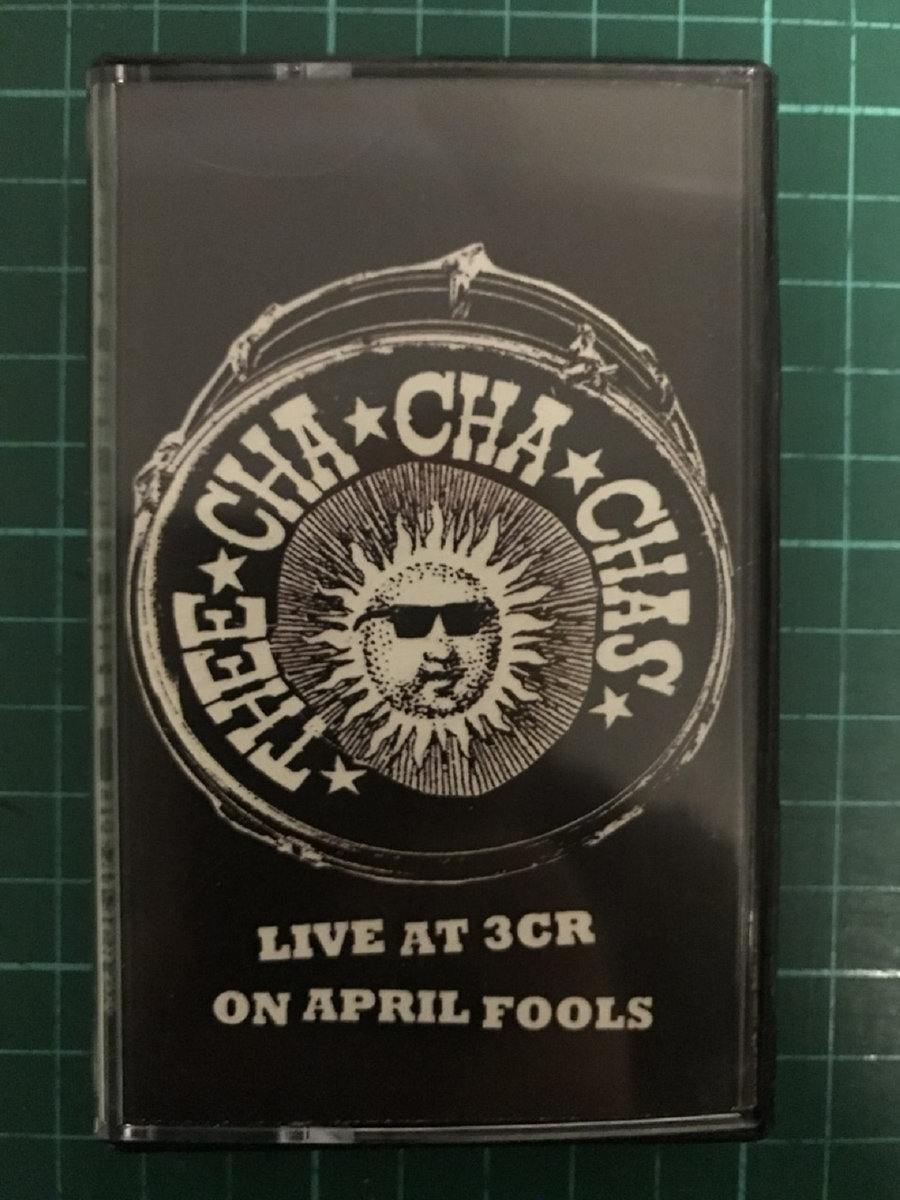 ★ THEE ★ CHA ★ CHA ★ CHAS ★
LIVE AT 3CR
ON APRIL FOOLS